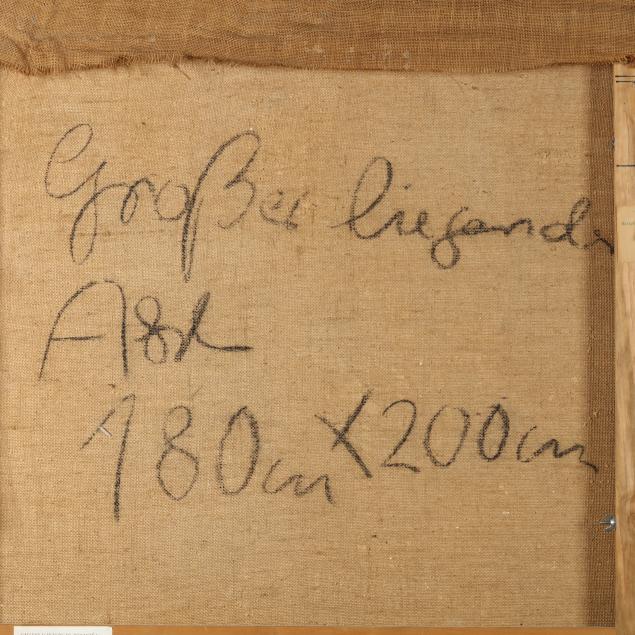 Großer liegender
Akt
180cm x 200cm